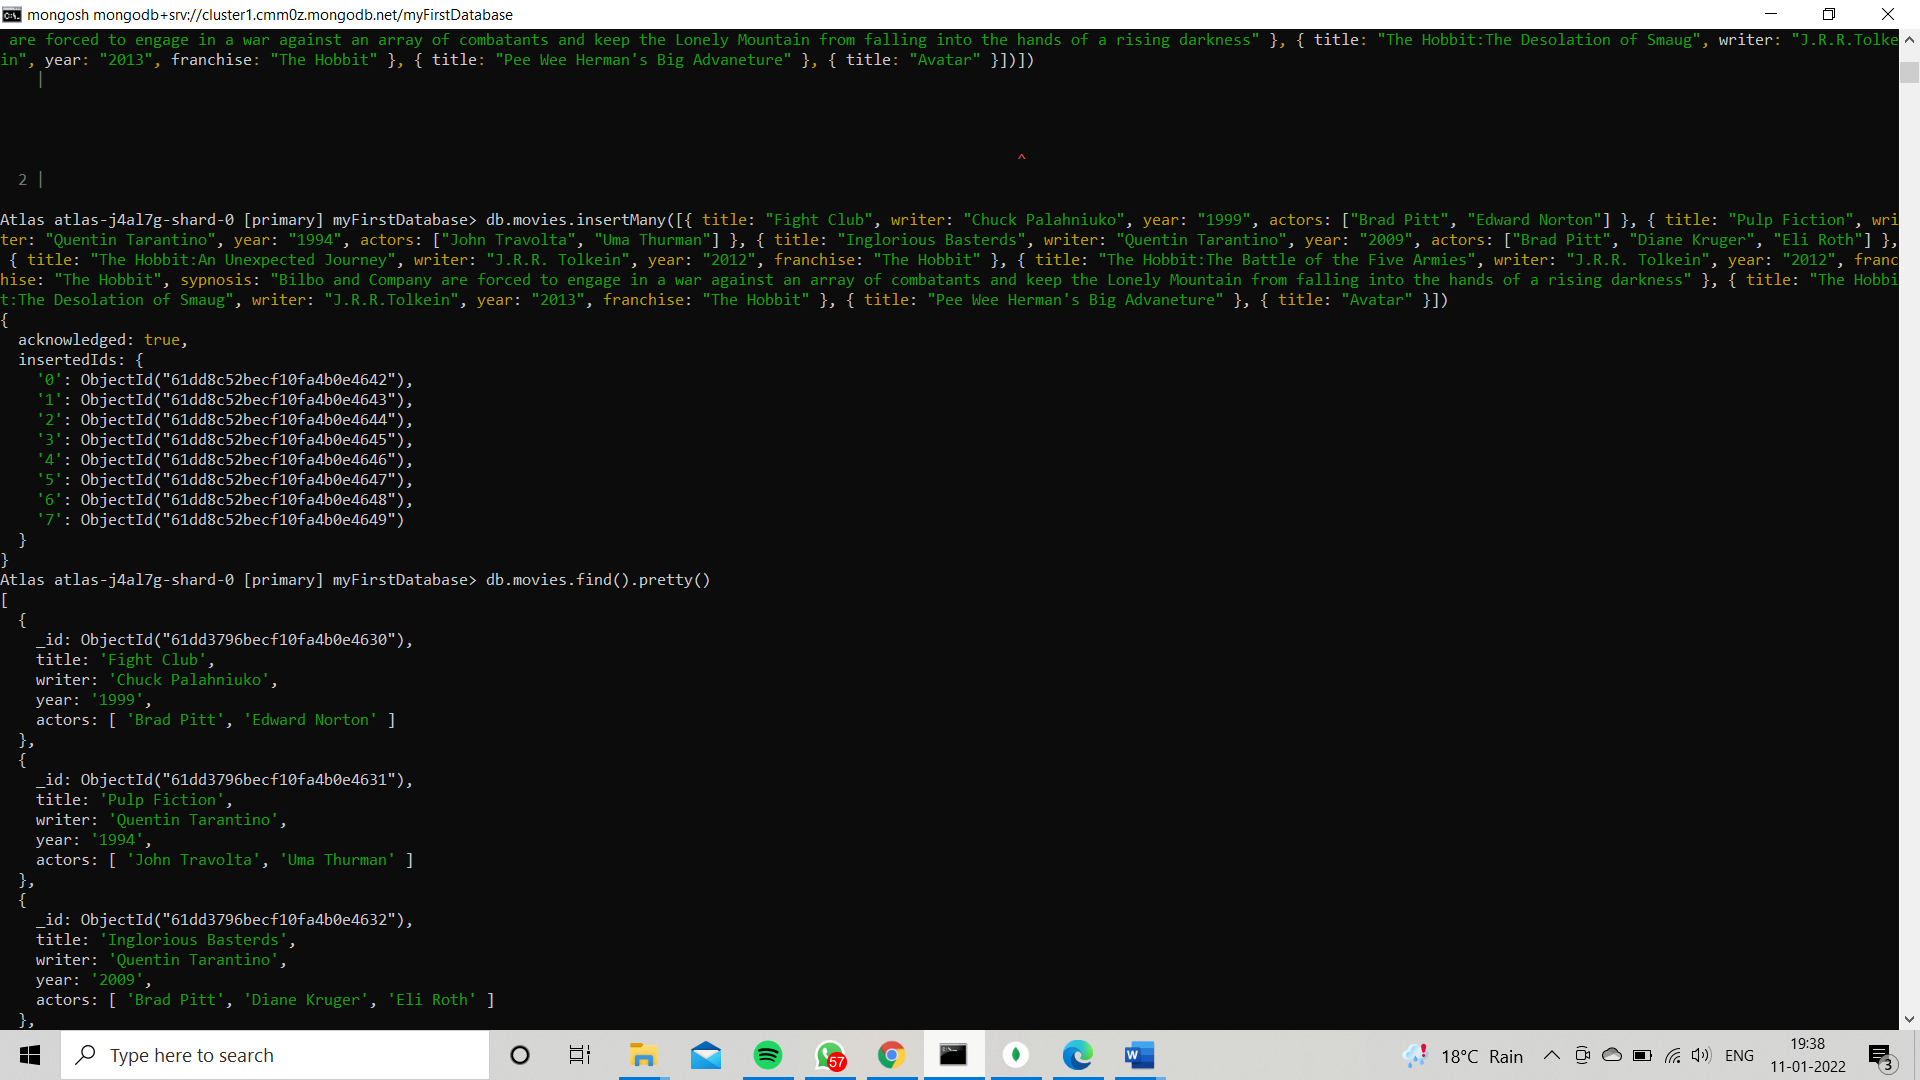 mongosh mongodb+srv://cluster1.cmm0z.mongodb.net/myFirstDatabase
are forced to engage in a war against an array of combatants and keep the Lonely Mountain from falling into the hands of a rising darkness" }, { title: "The Hobbit:The Desolation of Smaug", writer: "J.R.R.Tolke
in", year: "2013", franchise: "The Hobbit" }, { title: "Pee Wee Herman's Big Advaneture" }, { title: "Avatar" }])])
|
^
2 |
Atlas atlas-j4al7g-shard-0 [primary] myFirstDatabase> db.movies.insertMany([{ title: "Fight Club", writer: "Chuck Palahniuko", year: "1999", actors: ["Brad Pitt", "Edward Norton"] }, { title: "Pulp Fiction", wri
ter: "Quentin Tarantino", year: "1994", actors: ["John Travolta", "Uma Thurman"] }, { title: "Inglorious Basterds", writer: "Quentin Tarantino", year: "2009", actors: ["Brad Pitt", "Diane Kruger", "Eli Roth"] },
{ title: "The Hobbit:An Unexpected Journey", writer: "J.R.R. Tolkein", year: "2012", franchise: "The Hobbit" }, { title: "The Hobbit:The Battle of the Five Armies", writer: "J.R.R. Tolkein", year: "2012", franc
hise: "The Hobbit", sypnosis: "Bilbo and Company are forced to engage in a war against an array of combatants and keep the Lonely Mountain from falling into the hands of a rising darkness" }, { title: "The Hobbi
t:The Desolation of Smaug", writer: "J.R.R.Tolkein", year: "2013", franchise: "The Hobbit" }, { title: "Pee Wee Herman's Big Advaneture" }, { title: "Avatar" }])
{
acknowledged: true,
insertedIds: {
'0': ObjectId("61dd8c52becf10fa4b0e4642"),
'1': ObjectId("61dd8c52becf10fa4b0e4643"),
'2': ObjectId("61dd8c52becf10fa4b0e4644"),
'3': ObjectId("61dd8c52becf10fa4b0e4645"),
'4': ObjectId("61dd8c52becf10fa4b0e4646"),
'5': ObjectId("61dd8c52becf10fa4b0e4647"),
'6': ObjectId("61dd8c52becf10fa4b0e4648"),
'7': ObjectId("61dd8c52becf10fa4b0e4649")
}
}
Atlas atlas-j4al7g-shard-0 [primary] myFirstDatabase> db.movies.find().pretty()
[
{
_id: ObjectId("61dd3796becf10fa4b0e4630"),
title: 'Fight Club',
writer: 'Chuck Palahniuko',
year: '1999',
actors: [ 'Brad Pitt', 'Edward Norton' ]
},
{
_id: ObjectId("61dd3796becf10fa4b0e4631"),
title: 'Pulp Fiction',
writer: 'Quentin Tarantino',
year: '1994',
actors: [ 'John Travolta', 'Uma Thurman' ]
},
{
_id: ObjectId("61dd3796becf10fa4b0e4632"),
title: 'Inglorious Basterds',
writer: 'Quentin Tarantino',
year: '2009',
actors: [ 'Brad Pitt', 'Diane Kruger', 'Eli Roth' ]
},
Type here to search
57
W
18°C Rain
ENG
19:38
11-01-2022
3